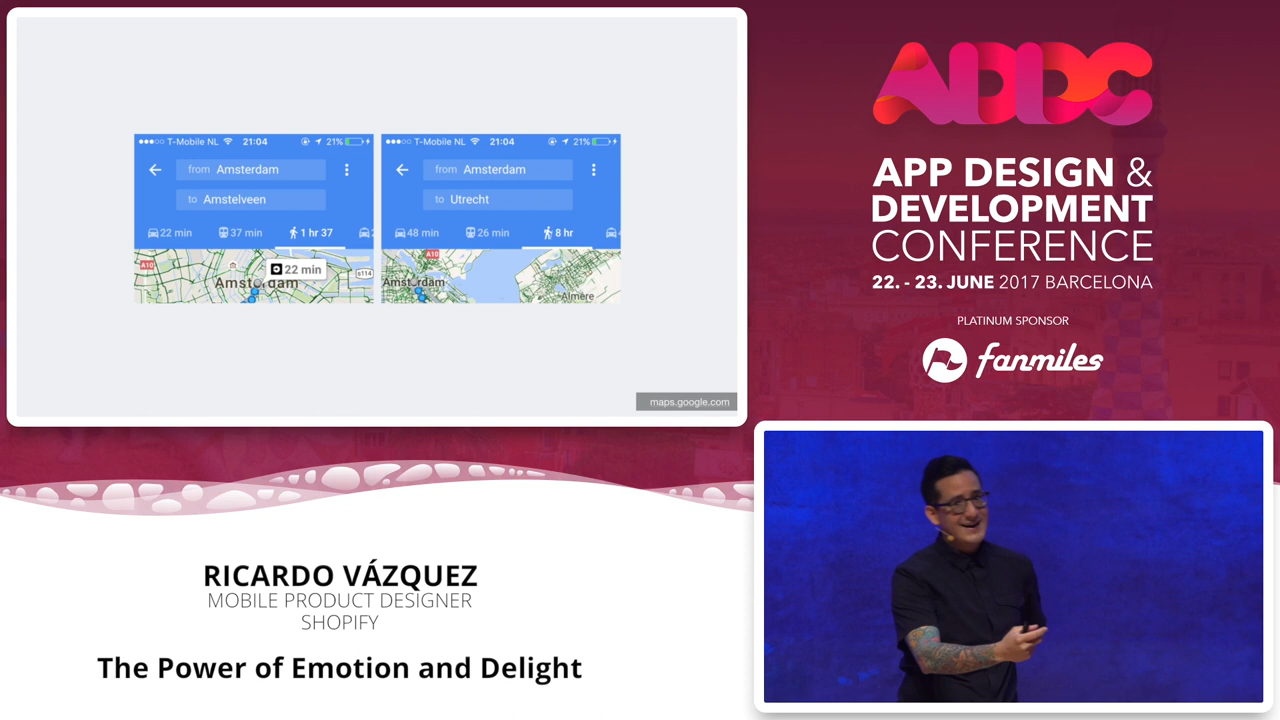 T-Mobile NL 21:04 21%
from Amsterdam
to Amstelveen
22 min 37 min 1 hr 37
A10
22 min
s114
Amsterdam
T-Mobile NL 21:04 21%
from Amsterdam
to Utrecht
48 min 26 min 8 hr
A10
Amsterdam
Almere
maps.google.com
ADDC
APP DESIGN &
DEVELOPMENT
CONFERENCE
22. - 23. JUNE 2017 BARCELONA
PLATINUM SPONSOR
fanmiles
RICARDO VÁZQUEZ
MOBILE PRODUCT DESIGNER
SHOPIFY
The Power of Emotion and Delight